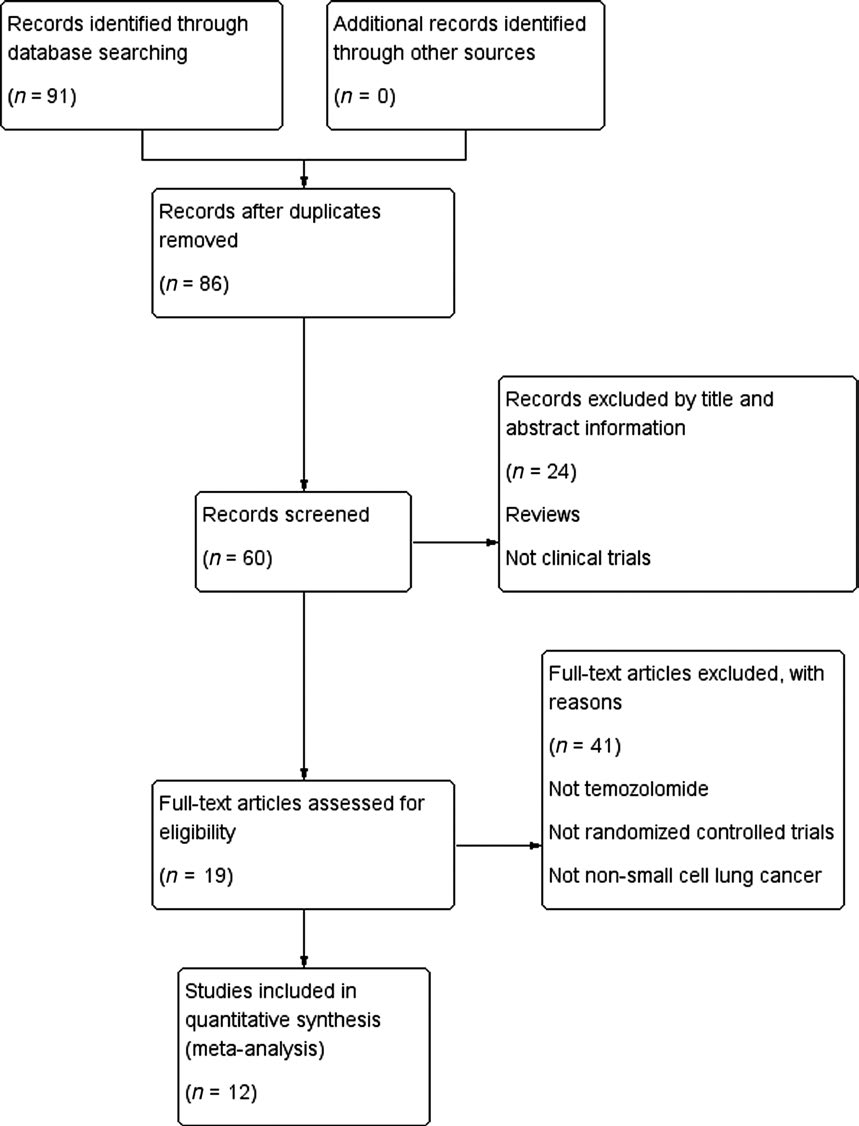 Records identified through
database searching
(n = 91)
Additional records identified
through other sources
(n = 0)
Records after duplicates
removed
(n = 86)
Records excluded by title and
abstract information
(n = 24)
Reviews
Not clinical trials
Records screened
(n = 60)
Full-text articles excluded, with
reasons
(n = 41)
Not temozolomide
Not randomized controlled trials
Not non-small cell lung cancer
Full-text articles assessed for
eligibility
(n = 19)
Studies included in
quantitative synthesis
(meta-analysis)
(n = 12)